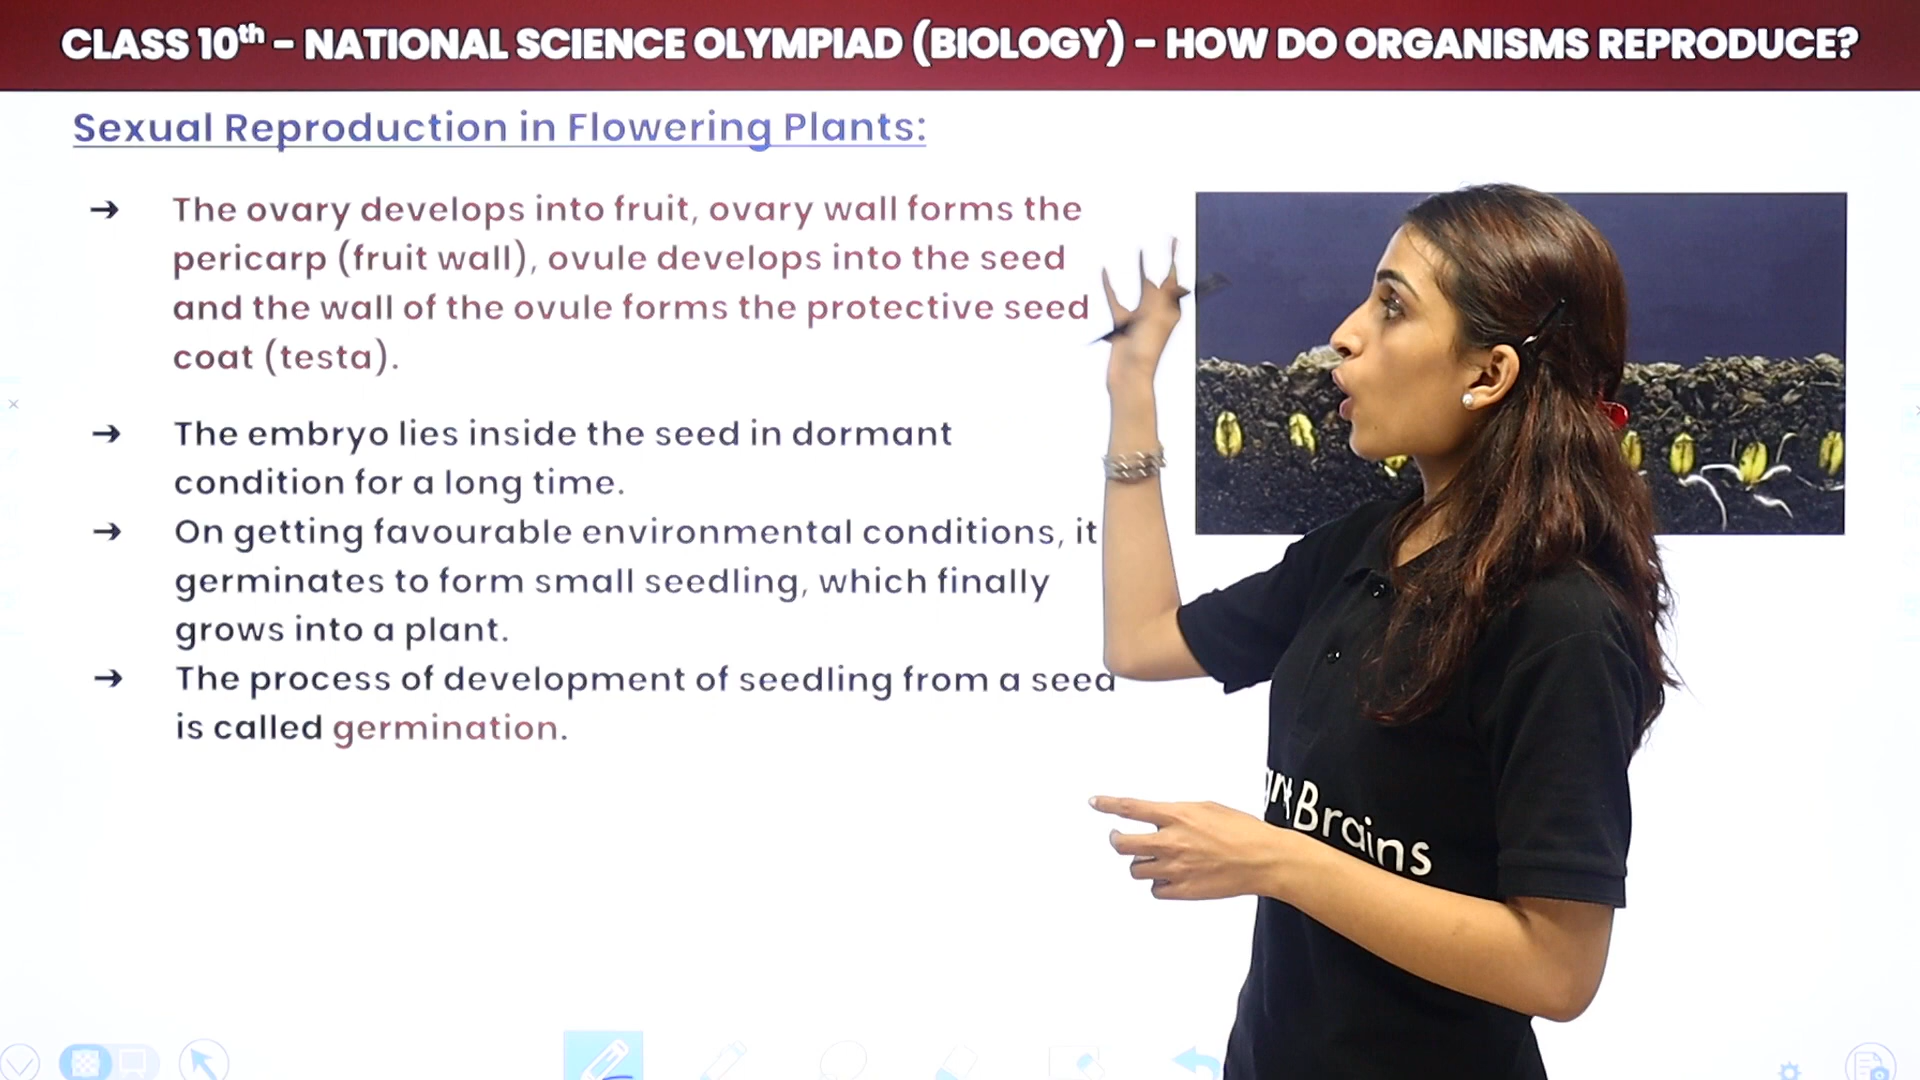 CLASS 10th – NATIONAL SCIENCE OLYMPIAD (BIOLOGY) – HOW DO ORGANISMS REPRODUCE?
Sexual Reproduction in Flowering Plants:
➔ The ovary develops into fruit, ovary wall forms the
pericarp (fruit wall), ovule develops into the seed
and the wall of the ovule forms the protective seed
coat (testa).
➔ The embryo lies inside the seed in dormant
condition for a long time.
➔ On getting favourable environmental conditions, it
germinates to form small seedling, which finally
grows into a plant.
➔ The process of development of seedling from a seed
is called germination.
Brains